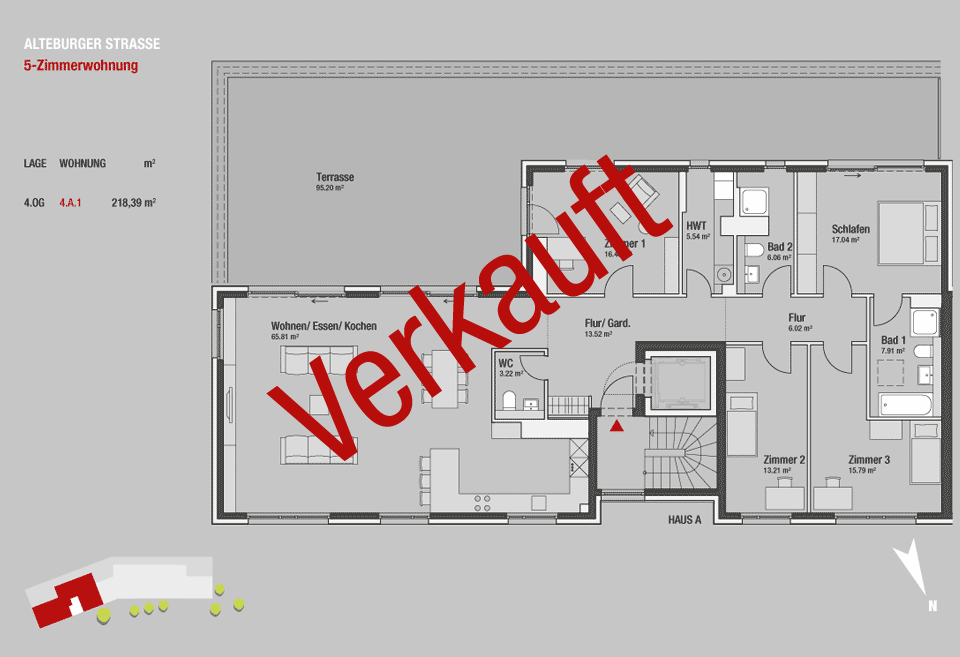 ALTEBURGER STRASSE
5-Zimmerwohnung
LAGE WOHNUNG m²
4.OG 4.A.1 218,39 m²
Terrasse
95.20 m²
Zimmer 1
HWT
5.54 m²
Bad 2
6.06 m²
Schlafen
17.04 m²
Wohnen/ Essen/ Kochen
65.81 m²
Flur/ Gard.
13.52 m²
Flur
6.02 m²
Bad 1
7.91 m²
WC
3.22 m²
Verkauft
Zimmer 2
13.21 m²
Zimmer 3
15.79 m²
HAUS A
N